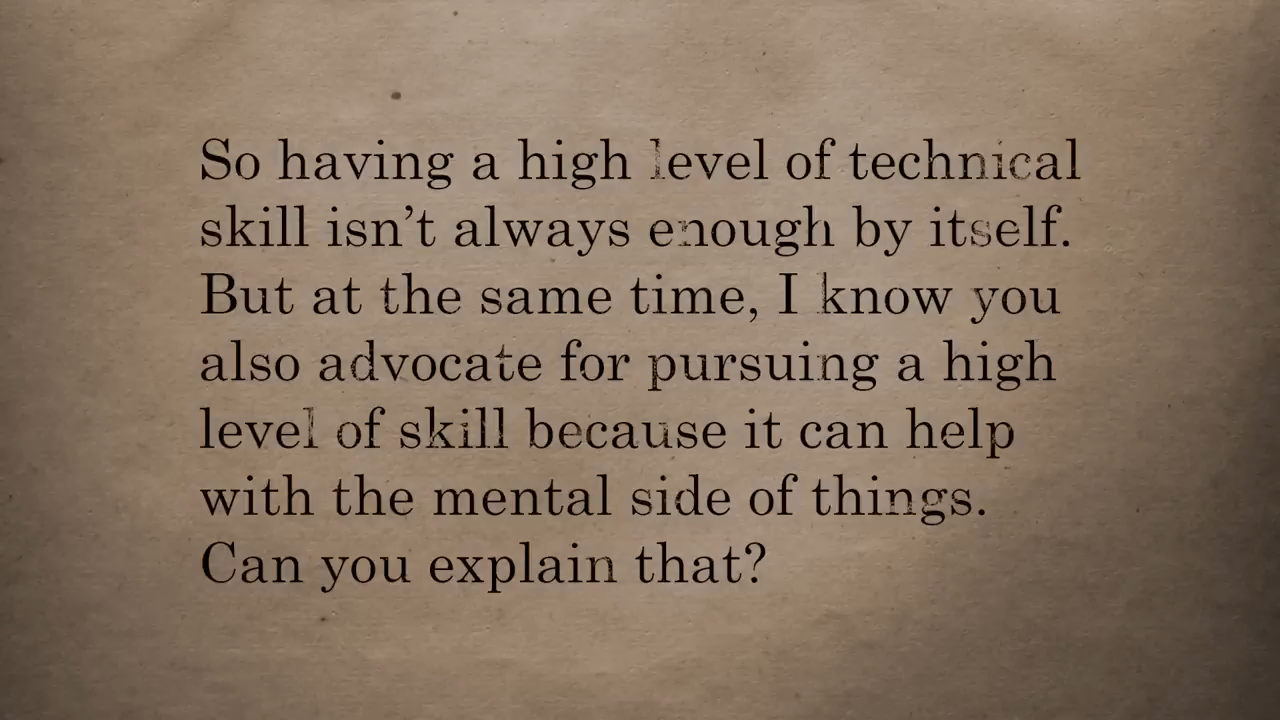 So having a high level of technical
skill isn’t always enough by itself.
But at the same time, I know you
also advocate for pursuing a high
level of skill because it can help
with the mental side of things.
Can you explain that?